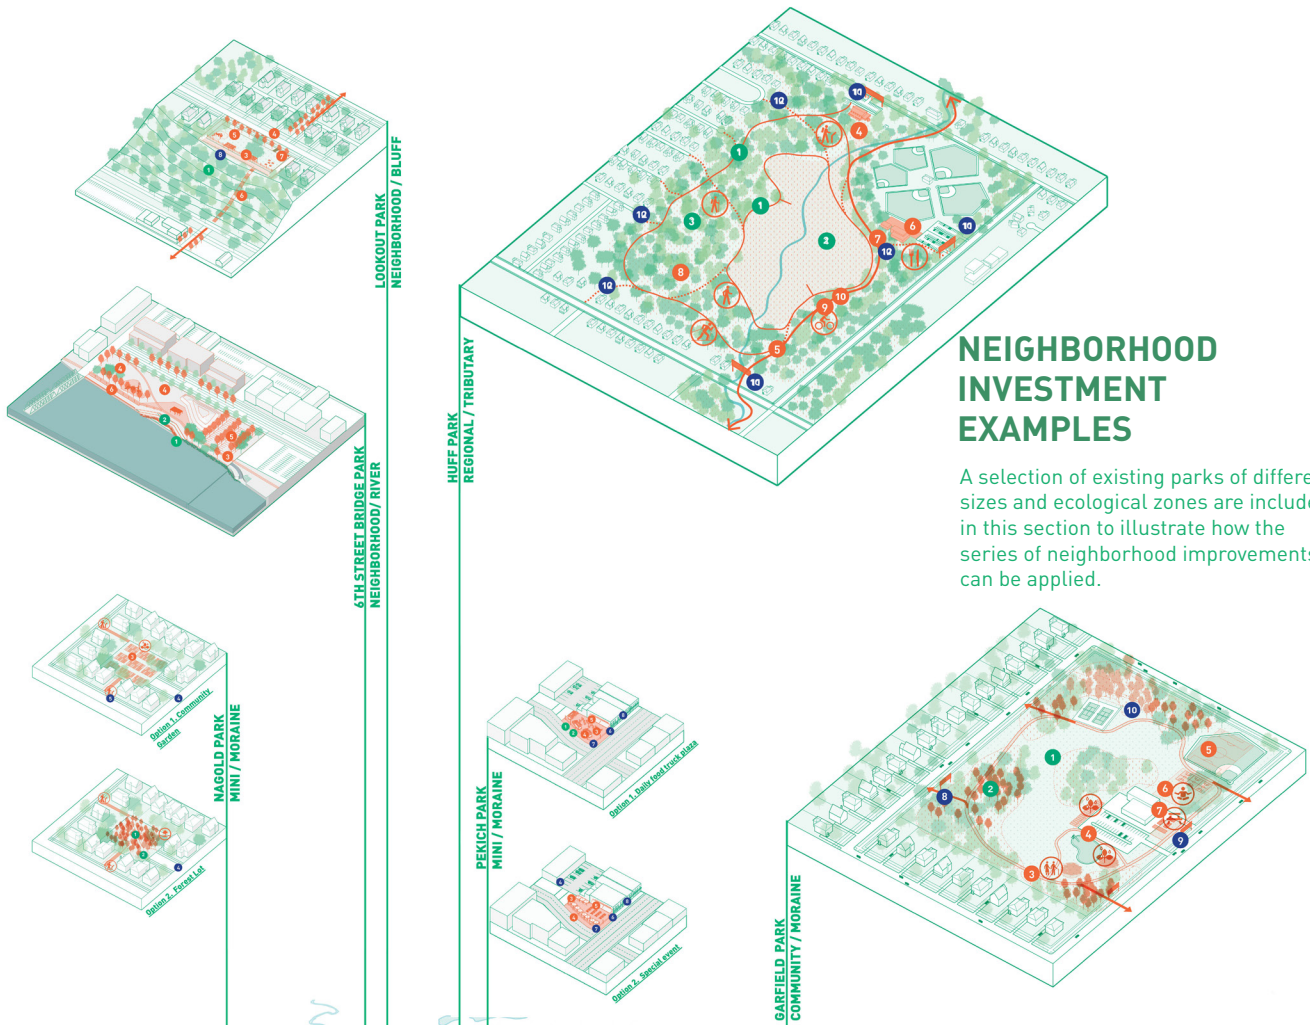 LOOKOUT PARK
NEIGHBORHOOD / BLUFF
6TH STREET BRIDGE PARK
NEIGHBORHOOD/ RIVER
NAGOLD PARK
MINI / MORAINE
Option 1. Community
Garden
Option 2. Forest Lot
HUFF PARK
REGIONAL / TRIBUTARY
NEIGHBORHOOD
INVESTMENT
EXAMPLES
A selection of existing parks of differe
sizes and ecological zones are include
in this section to illustrate how the
series of neighborhood improvements
can be applied.
PEKICH PARK
MINI / MORAINE
Option 1. Daily food truck plaza
Option 2. Special event
GARFIELD PARK
COMMUNITY / MORAINE